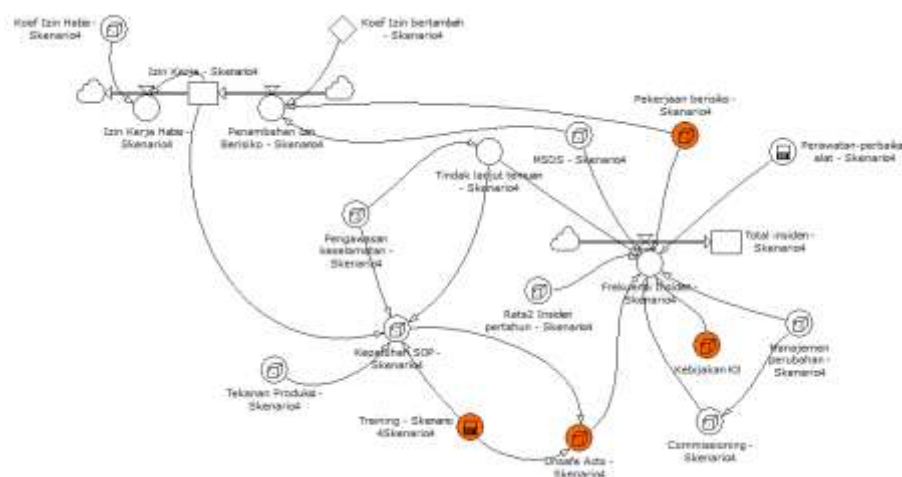 Koef Izin Habis -
Skenario4
Koef Izin bertambah
- Skenario4
Izin Kerja - Skenario4
Izin Kerja Habis -
Skenario4
Penambahan Izin
Berisiko - Skenario4
Pekerjaan berisiko -
Skenario4
MSDS - Skenario4
Perawatan-perbaikan
alat - Skenario4
Tindak lanjut temuan
- Skenario4
Pengawasan
keselamatan -
Skenario4
Total insiden -
Skenario4
Frekuensi Insiden -
Skenario4
Rata2 Insiden
pertahun - Skenario4
Kepatuhan SOP -
Skenario4
Kebijakan K3
Manajemen
perubahan -
Skenario4
Tekanan Produksi -
Skenario4
Training - Skenario
4Skenario4
Unsafe Acts -
Skenario4
Commissioning -
Skenario4